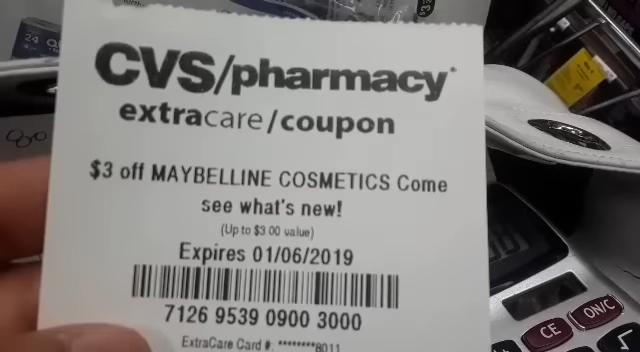 CVS/pharmacy
extracare/coupon
$3 off MAYBELLINE COSMETICS Come
see what's new!
(Up to $3.00 value)
Expires 01/06/2019
7126 9539 0900 3000
ExtraCare Card #: ********8011
24
CE
ON/C